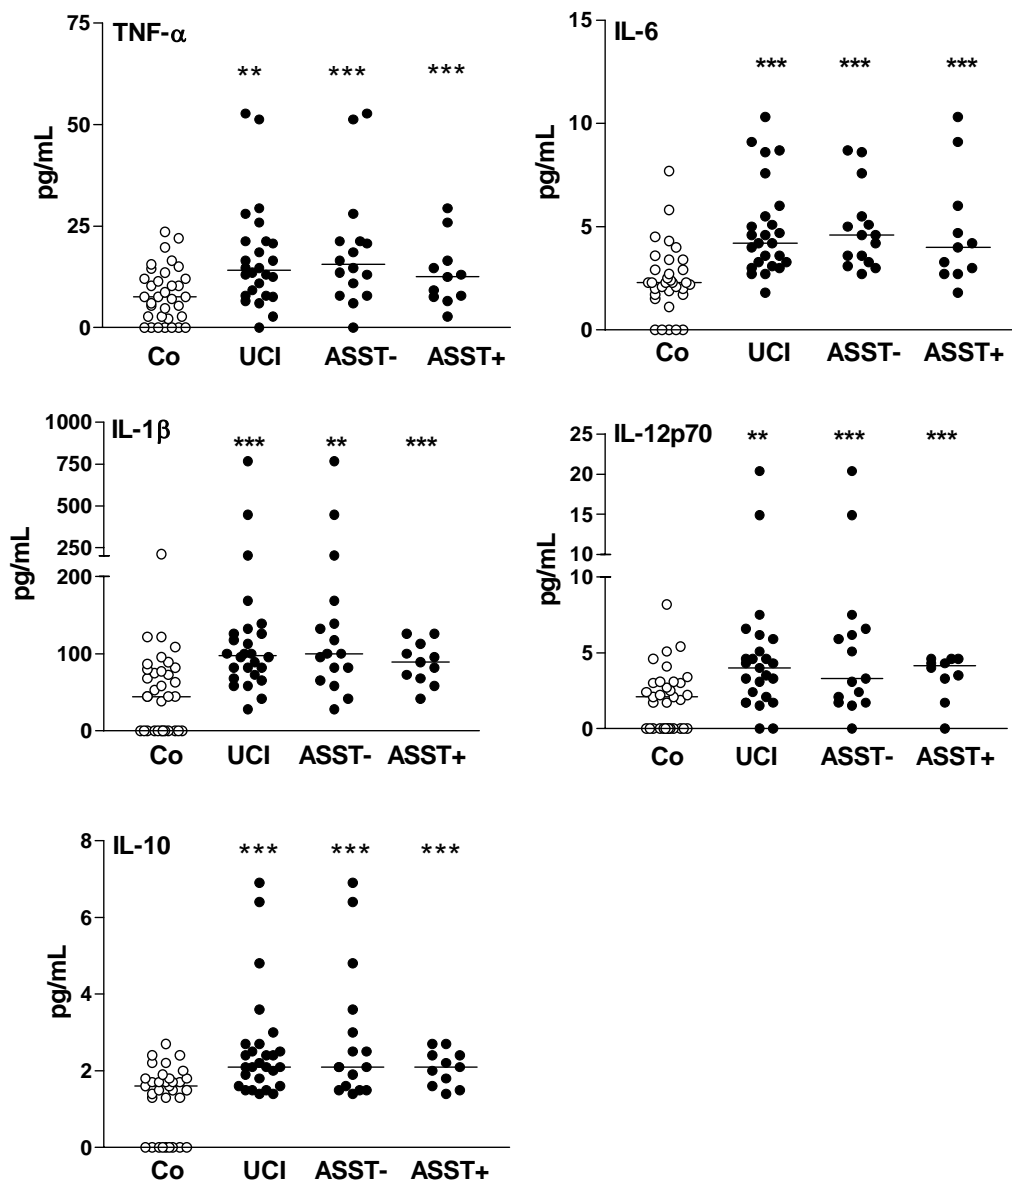 75
TNF-α
** *** ***
50
pg/mL
25
0
Co UCI ASST- ASST+
15
IL-6
*** *** ***
10
pg/mL
5
0
Co UCI ASST- ASST+
1000
IL-1β
*** ** ***
750
500
250
pg/mL
200
100
0
Co UCI ASST- ASST+
25
IL-12p70
** *** ***
20
15
10
pg/mL
10
5
0
Co UCI ASST- ASST+
8
IL-10
*** *** ***
6
pg/mL
4
2
0
Co UCI ASST- ASST+